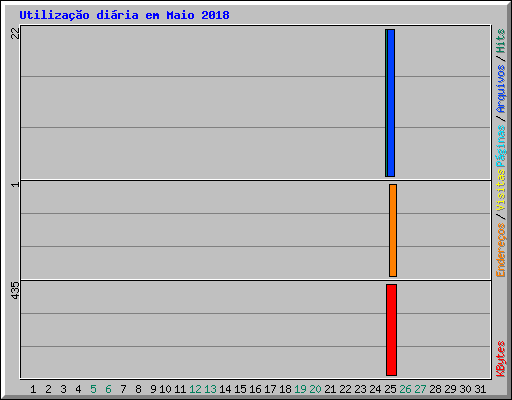 Utilização diária em Maio 2018
22
1
435
KBytes
Endereços / Visitas Páginas / Arquivos / Hits
1 2 3 4 5 6 7 8 9 10 11 12 13 14 15 16 17 18 19 20 21 22 23 24 25 26 27 28 29 30 31